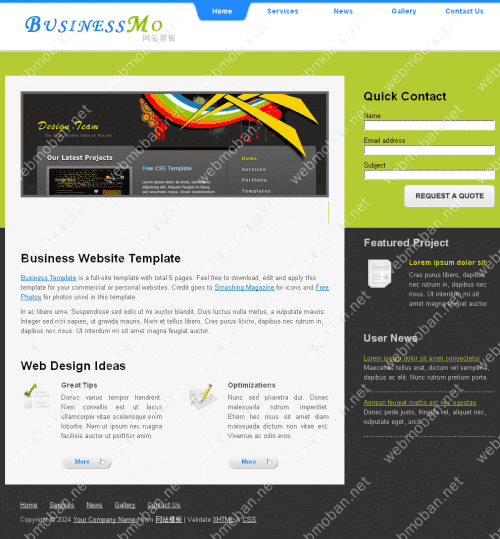 BusinessMo
网站模板
Home Services News Gallery Contact Us
Design Team
Our Latest Projects
Free CSS Template
Home
Services
Portfolio
Templates
Quick Contact
Name
Email address
Subject
REQUEST A QUOTE
Business Website Template
Business Template is a full-site template with total 5 pages. Feel free to download, edit and apply this
template for your commercial or personal websites. Credit goes to Smashing Magazine for icons and Free
Photos for photos used in this template.
In ac libero urna. Suspendisse sed odio ut mi auctor blandit. Duis luctus nulla metus, a vulputate mauris.
Integer sed nisi sapien, ut gravida mauris. Nam et tellus libero. Cras purus libero, dapibus nec rutrum in,
dapibus nec risus. Ut interdum mi sit amet magna feugiat auctor.
Web Design Ideas
Great Tips
Donec varius tempor hendrerit.
Nam convallis est ut lacus
ullamcorper vitae scelerisque enim
lobortis. Nam ut ipsum nec magna
facilisis auctor ut porttitor enim.
More
Optimizations
Nunc sed pharetra dui. Donec
malesuada rutrum imperdiet.
Etiam nec risus sit amet diam
malesuada dictum non vitae est.
Vivamus ac odio eros.
More
Featured Project
Lorem ipsum dolor sit
Cras purus libero, dapibus
nec rutrum in, dapibus nec
risus. Ut interdum mi sit
amet magna feugiat auctor.
User News
Lorem ipsum dolor sit amet consectetur
Maecenas tellus erat, dictum vel semper a,
dapibus ac elit. Nunc rutrum pretium porta.
Aenean feugiat mattis est nec egestas
Donec pede justo, fringilla vel, aliquet nec,
vulputate eget, arcu.
Home Services News Gallery Contact Us
Copyright © 2024 Your Company Name from 网站模板 | Validate XHTML & CSS
webmoban.net